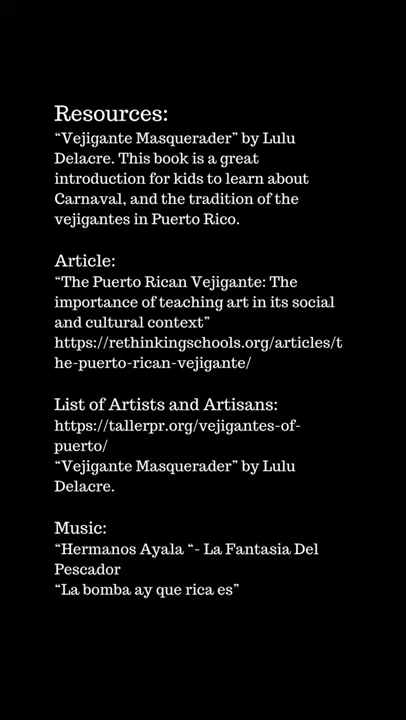 Resources:
“Vejigante Masquerader” by Lulu
Delacre. This book is a great
introduction for kids to learn about
Carnaval, and the tradition of the
vejigantes in Puerto Rico.
Article:
“The Puerto Rican Vejigante: The
importance of teaching art in its social
and cultural context”
https://rethinkingschools.org/articles/t
he-puerto-rican-vejigante/
List of Artists and Artisans:
https://tallerpr.org/vejigantes-of-
puerto/
“Vejigante Masquerader” by Lulu
Delacre.
Music:
“Hermanos Ayala “- La Fantasia Del
Pescador
“La bomba ay que rica es”